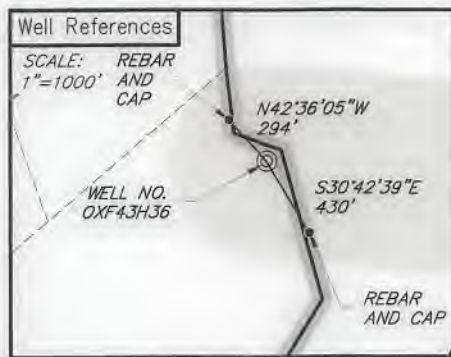 Well References
SCALE:
1"=1000'
REBAR
AND
CAP
N42°36'05"W
294'
WELL NO.
OXF43H36
S30°42'39"E
430'
REBAR
AND CAP